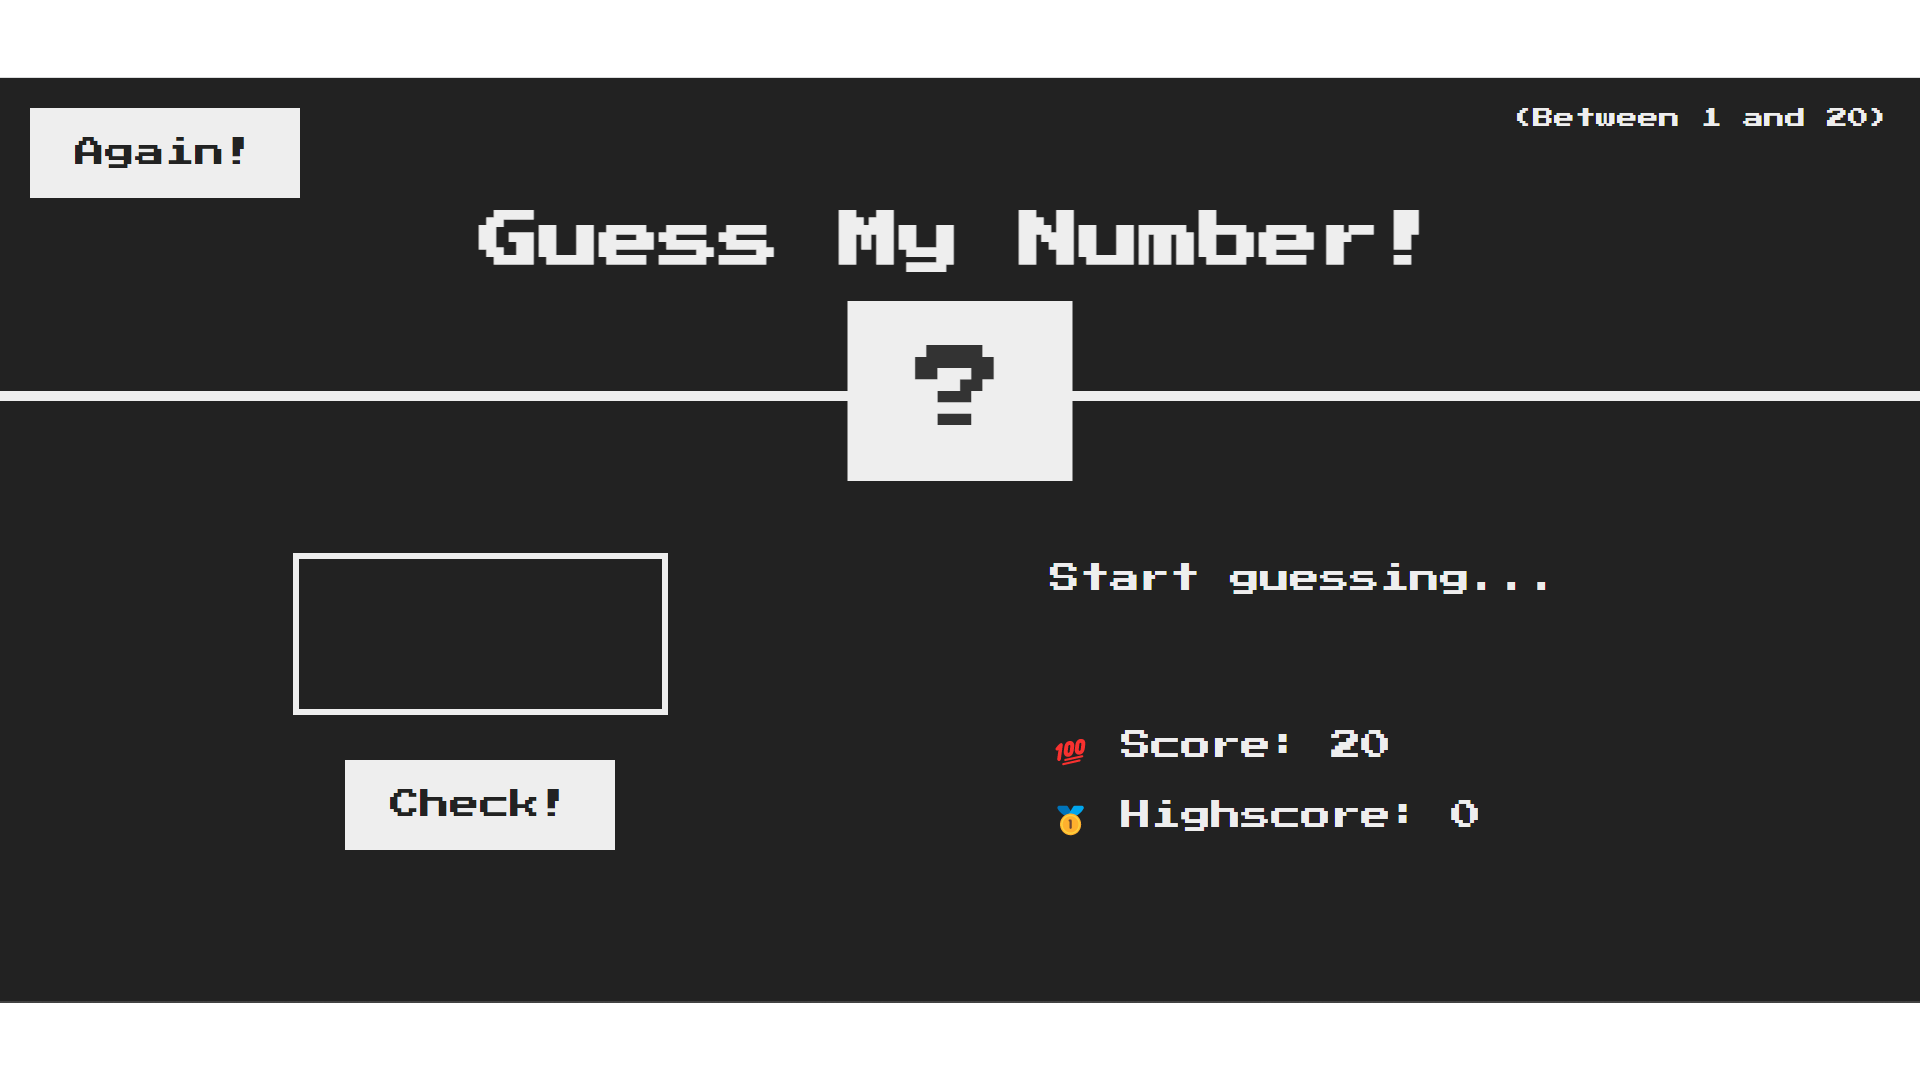 Again!
(Between 1 and 20)
Guess My Number!
?
Start guessing...
💯 Score: 20
Check!
🥇 Highscore: 0